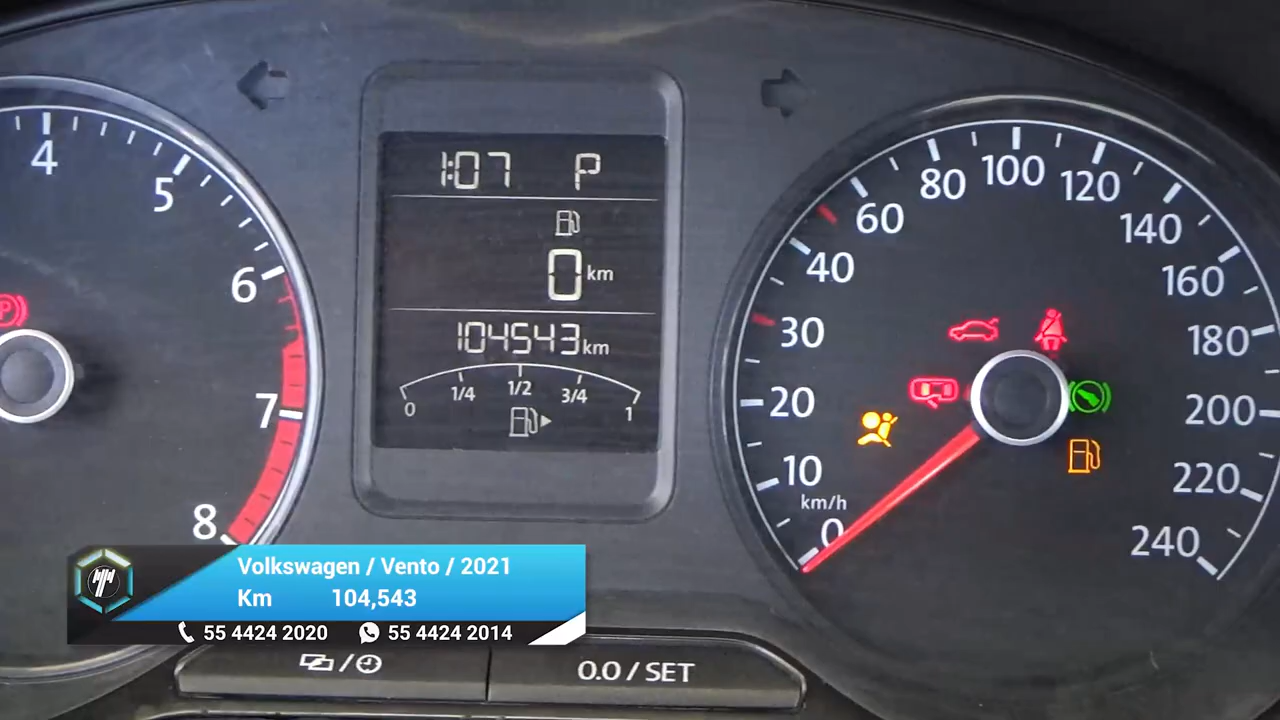 4
5
6
7
8
1:07 P
0 km
104543 km
0 1/4 1/2 3/4 1
0
10
20
30
40
60
80
100
120
140
160
180
200
220
240
km/h
P
Volkswagen / Vento / 2021
Km 104,543
55 4424 2020 55 4424 2014
0.0 / SET